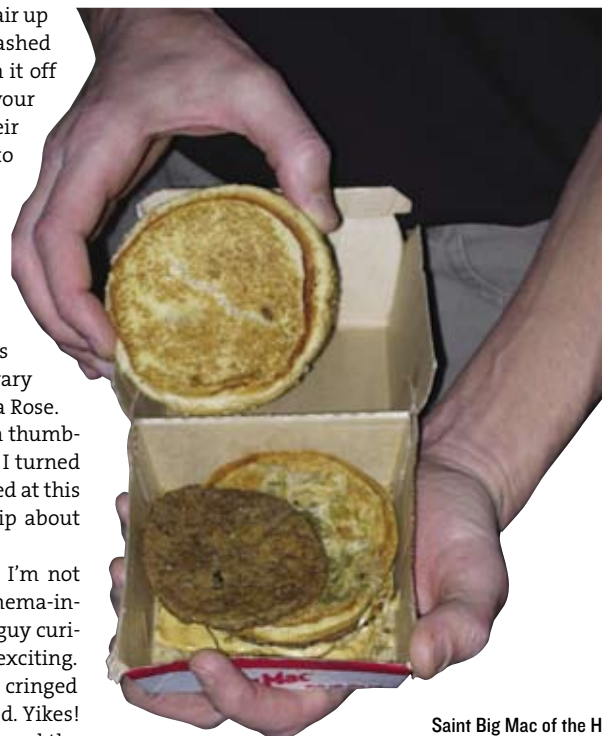 air up
ashed
it off
your
eir
to
s
ary
a Rose.
thumb-
I turned
ed at this
ip about
I'm not
nema-in-
guy curi-
exciting.
cringed
d. Yikes!
Mac
Saint Big Mac of the H